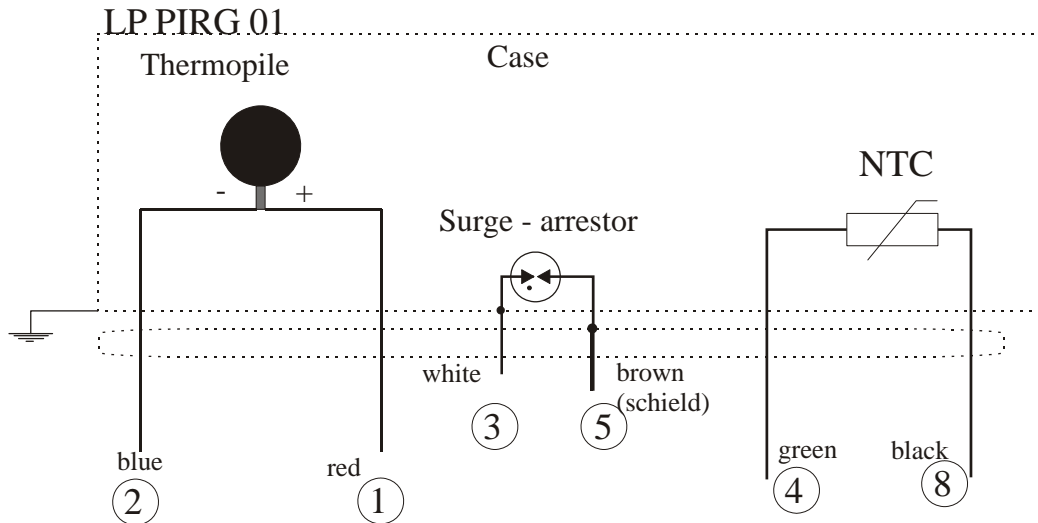 LP PIRG 01
Thermopile
Case
NTC
- +
Surge - arrestor
white
brown
(schield)
3
5
blue
red
green
black
2
1
4
8